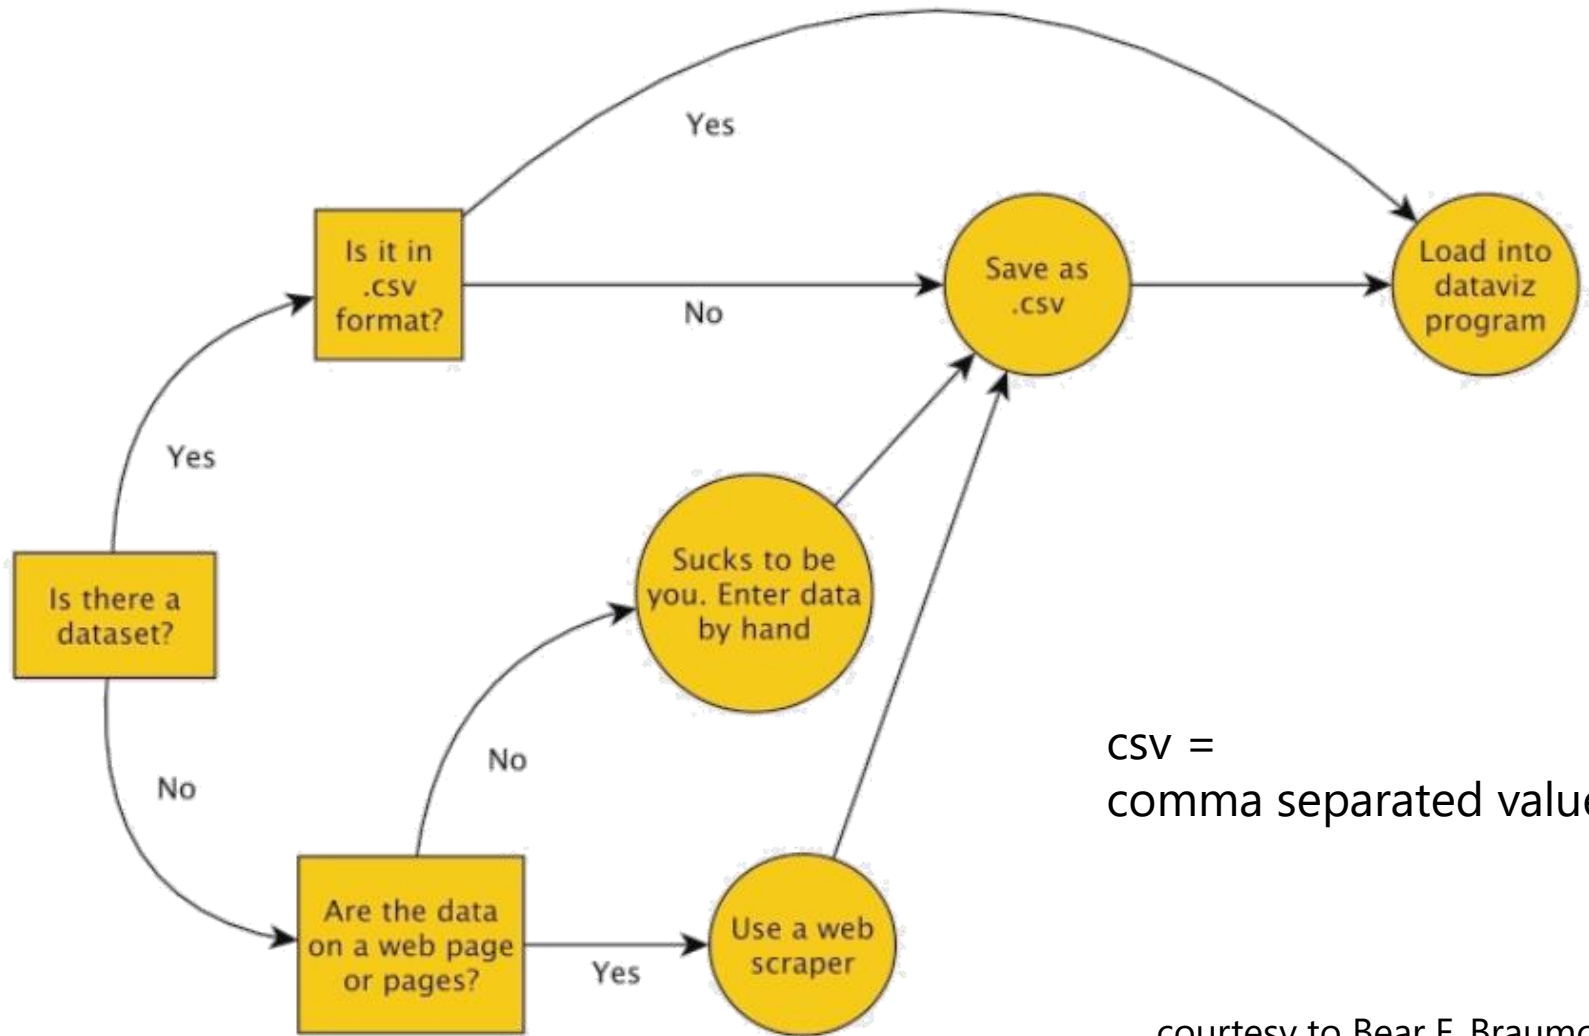 Yes
Is it in
.csv
format?
No
Save as
.csv
Load into
dataviz
program
Yes
Is there a
dataset?
Sucks to be
you. Enter data
by hand
No
No
csv =
comma separated value
Are the data
on a web page
or pages?
Yes
Use a web
scraper
courtesy to Bear F.